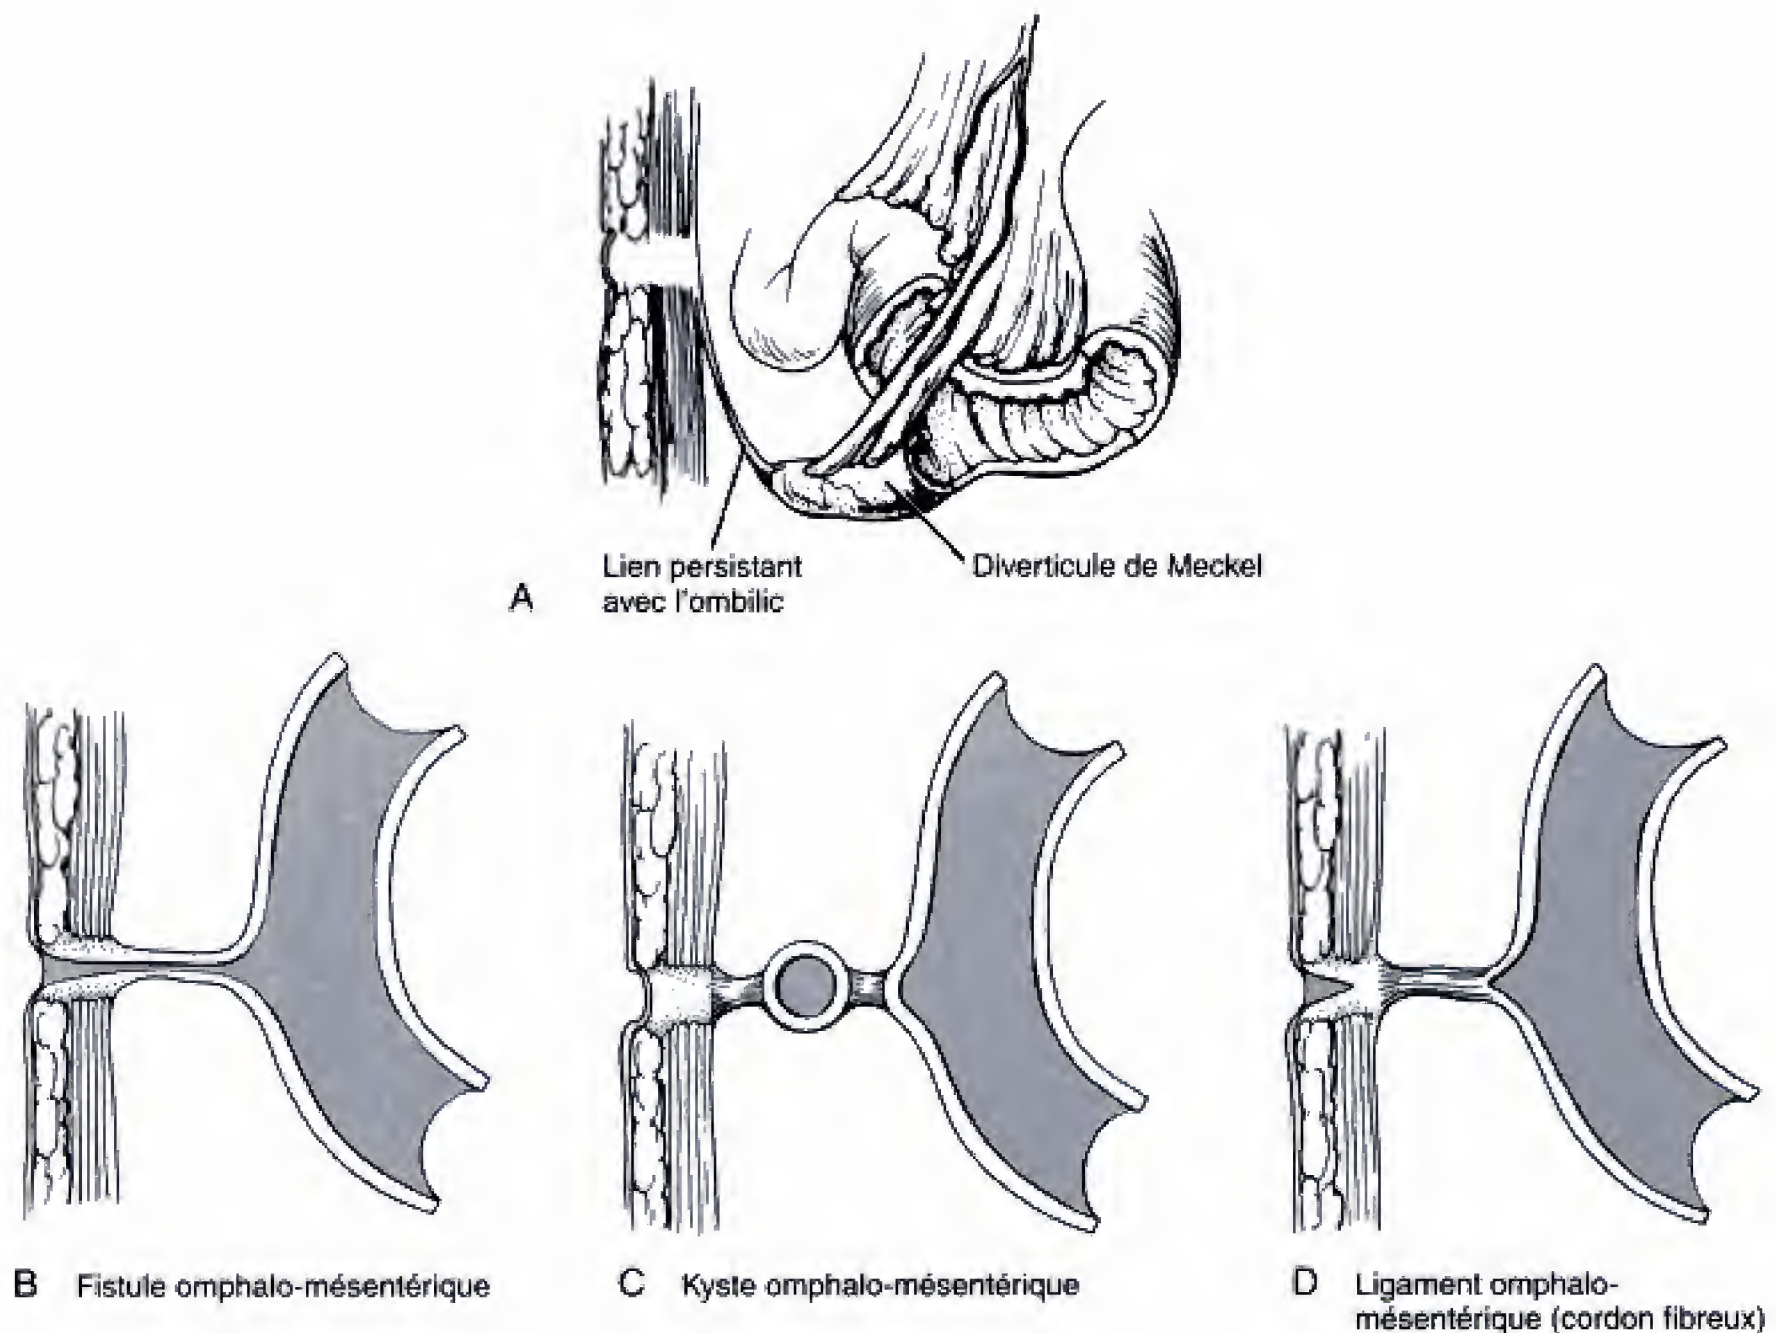 Lien persistant
avec l'ombilic
Diverticule de Meckel
A
B Fistule omphalo-mésentérique
C Kyste omphalo-mésentérique
D Ligament omphalo-
mésentérique (cordon fibreux)